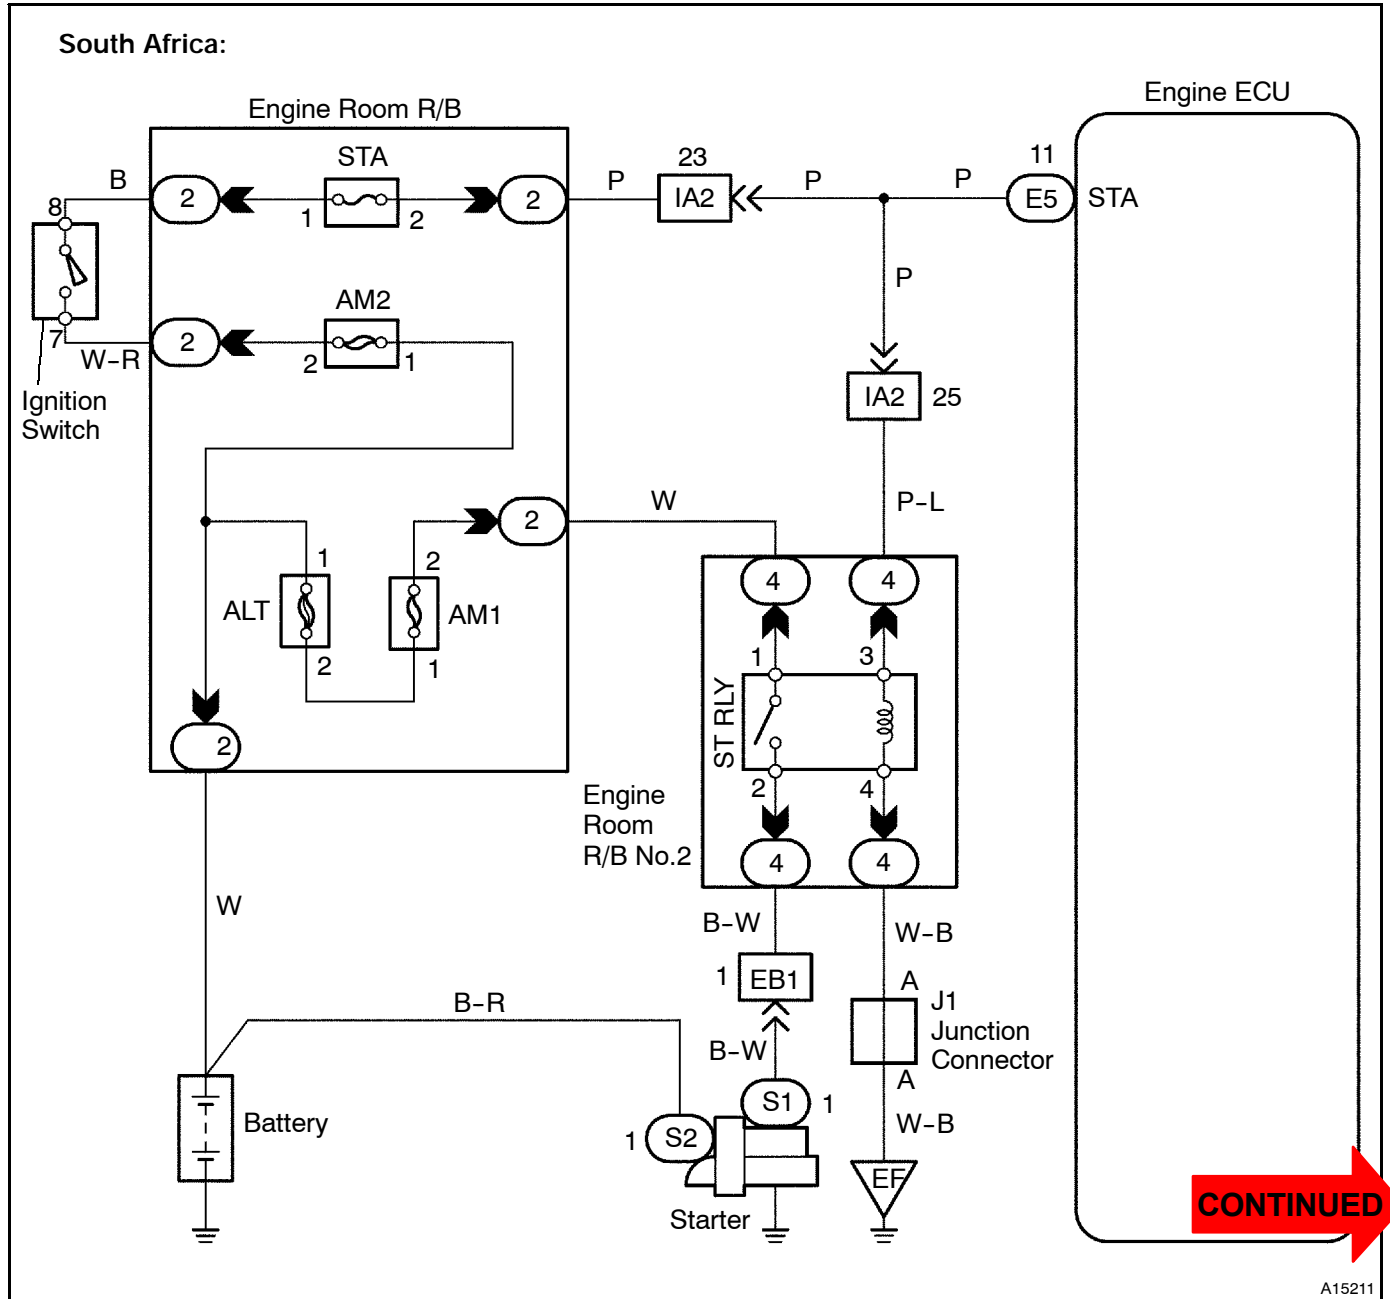 South Africa:
Engine Room R/B
Engine ECU
STA
23
11
B
2
2
P
IA2
P
P
E5
STA
8
1
2
P
AM2
7
2
2
1
W-R
IA2
25
Ignition
Switch
W
P-L
2
1
2
4
4
ALT
AM1
2
1
1
3
ST RLY
2
2
4
Engine
Room
R/B No.2
4
4
W
B-W
W-B
1
EB1
A
J1
Junction
Connector
B-R
B-W
A
S1
1
W-B
Battery
1
S2
EF
Starter
CONTINUED
A15211